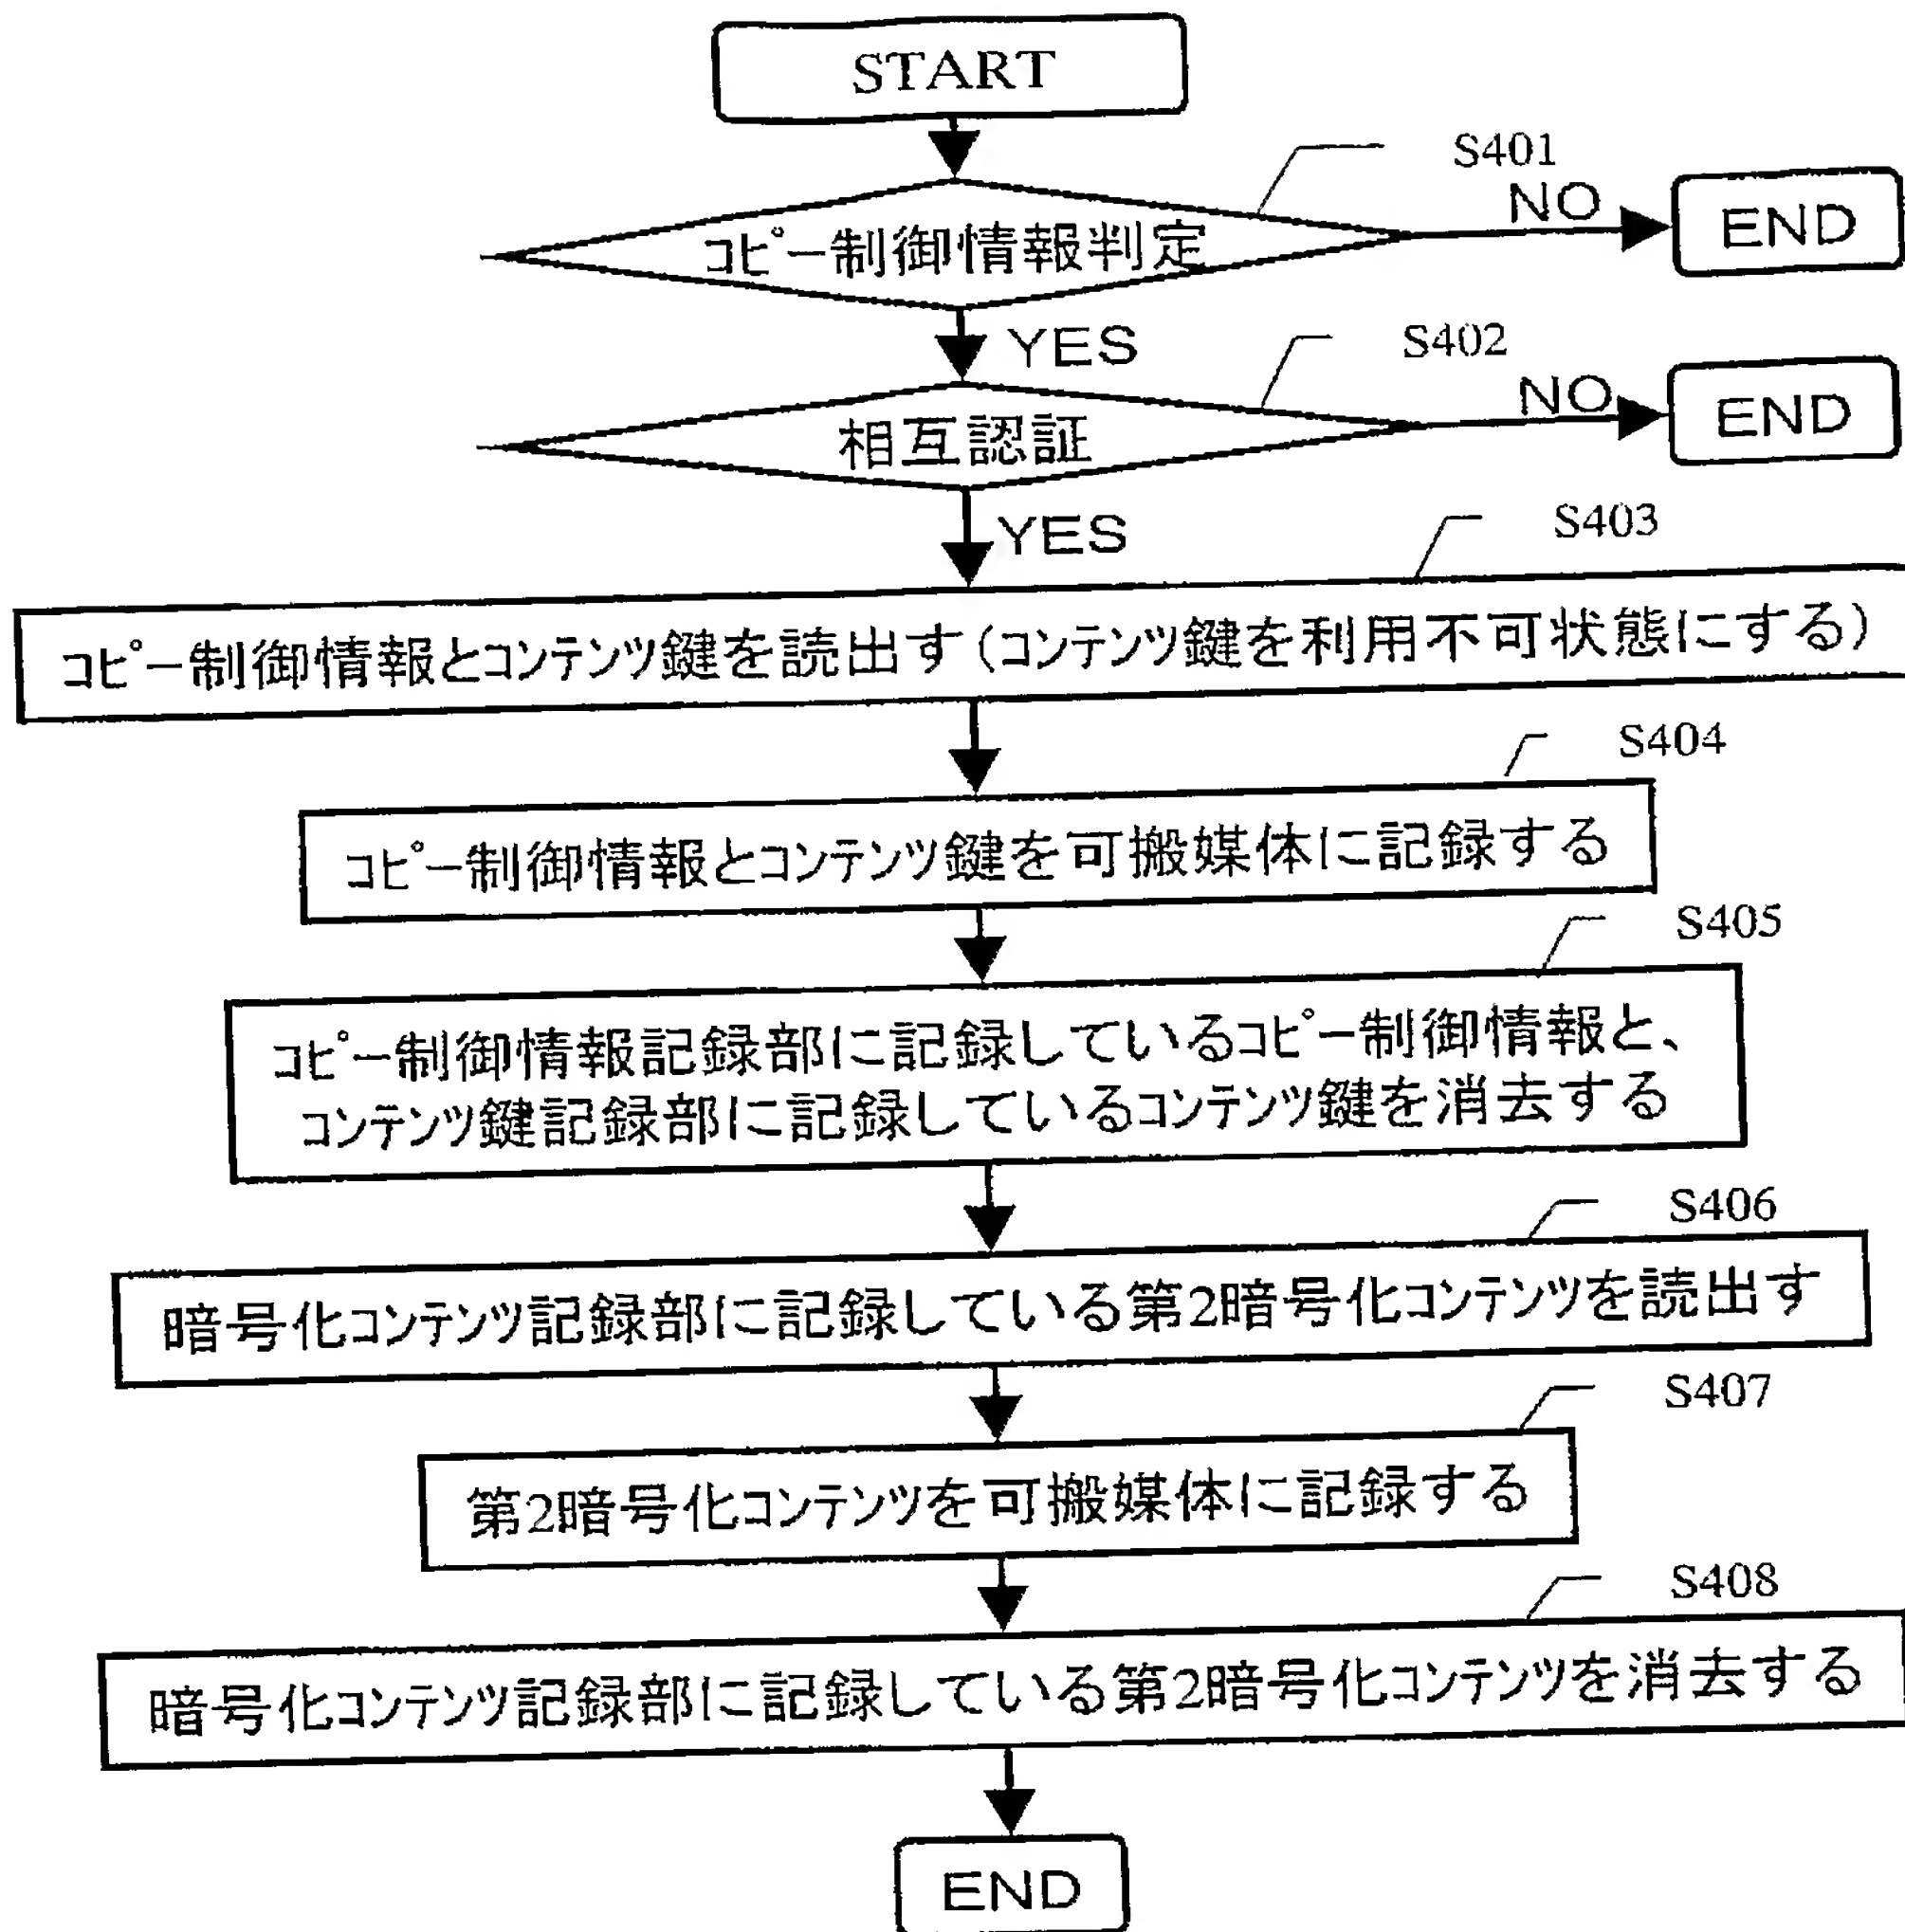 START
S401
コピー制御情報判定
NO
END
YES
S402
相互認証
NO
END
YES
S403
コピー制御情報とコンテンツ鍵を読出す(コンテンツ鍵を利用不可状態にする)
S404
コピー制御情報とコンテンツ鍵を可搬媒体に記録する
S405
コピー制御情報記録部に記録しているコピー制御情報と、
コンテンツ鍵記録部に記録しているコンテンツ鍵を消去する
S406
暗号化コンテンツ記録部に記録している第2暗号化コンテンツを読出す
S407
第2暗号化コンテンツを可搬媒体に記録する
S408
暗号化コンテンツ記録部に記録している第2暗号化コンテンツを消去する
END